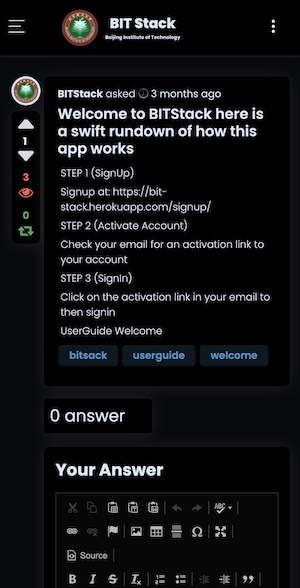 BIT Stack
Beijing Institute of Technology
BITStack asked 3 months ago
Welcome to BITStack here is
a swift rundown of how this
app works
1
3
0
STEP 1 (SignUp)
Signup at: https://bit-
stack.herokuapp.com/signup/
STEP 2 (Activate Account)
Check your email for an activation link to
your account
STEP 3 (SignIn)
Click on the activation link in your email to
then signin
UserGuide Welcome
bitsack userguide welcome
0 answer
Your Answer
ABC
Source
B I S Tx